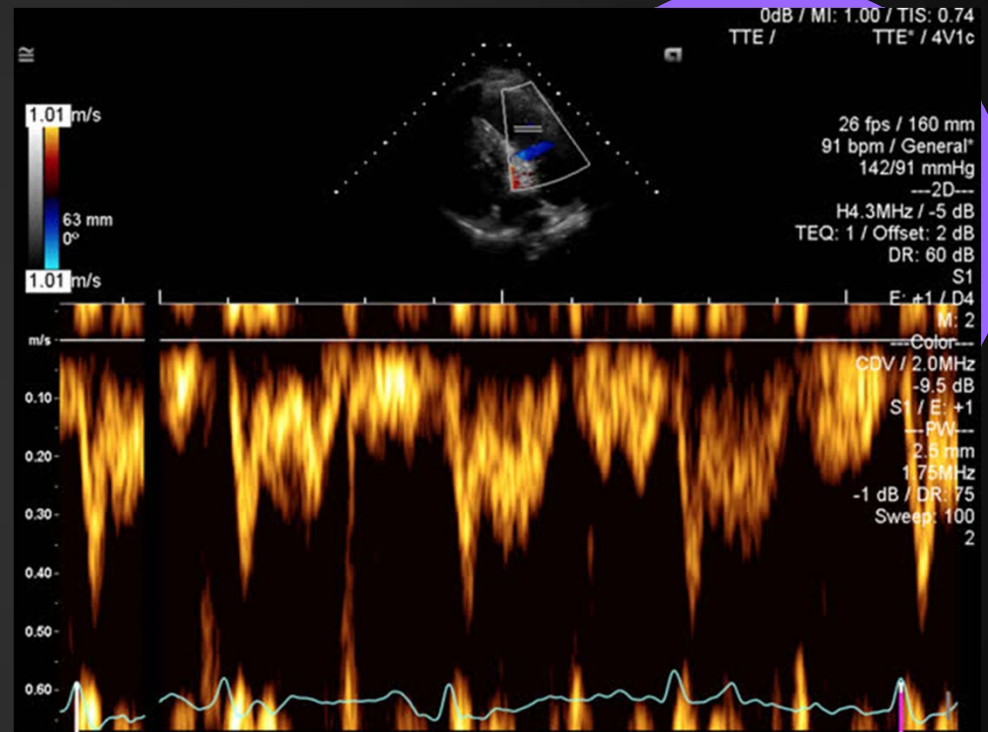 0dB / MI: 1.00 / TIS: 0.74
TTE / TTE* / 4V1c
1.01 m/s
63 mm
0°
1.01 m/s
26 fps / 160 mm
91 bpm / General*
142/91 mmHg
---2D---
H4.3MHz / -5 dB
TEQ: 1 / Offset: 2 dB
DR: 60 dB
S1
E: +1 / D4
M: 2
---Color---
CDV / 2.0MHz
-9.5 dB
S1 / E: +1
---PW---
2.5 mm
1.75MHz
-1 dB / DR: 75
Sweep: 100
2
m/s
0.10
0.20
0.30
0.40
0.50
0.60